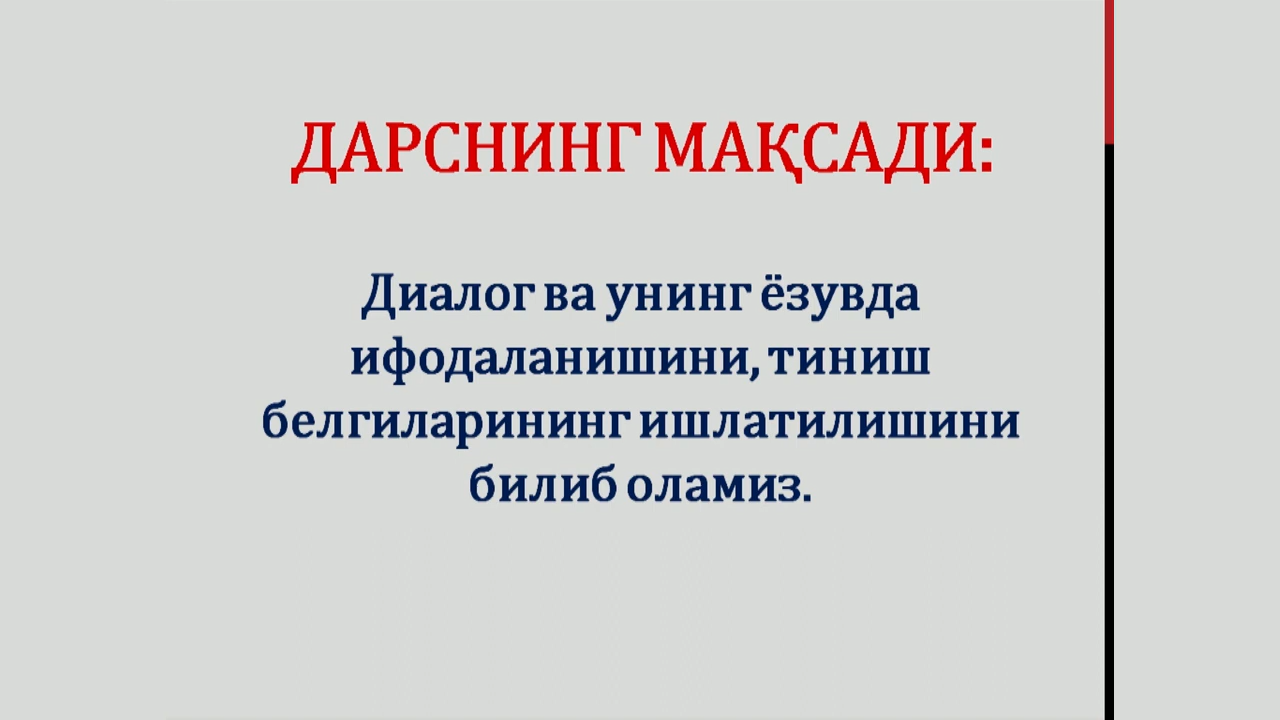 ДАРСНИНГ МАҚСАДИ:
Диалог ва унинг ёзувда
ифодаланишини, тиниш
белгиларининг ишлатилишини
билиб оламиз.